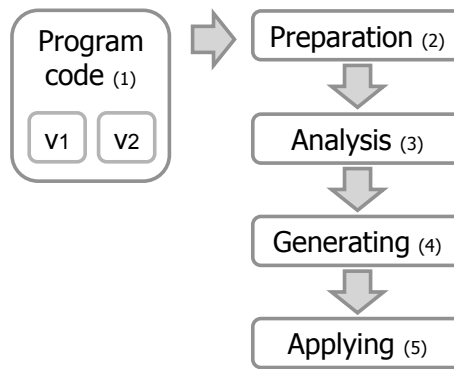 Program
code (1)
v1 v2
Preparation (2)
Analysis (3)
Generating (4)
Applying (5)